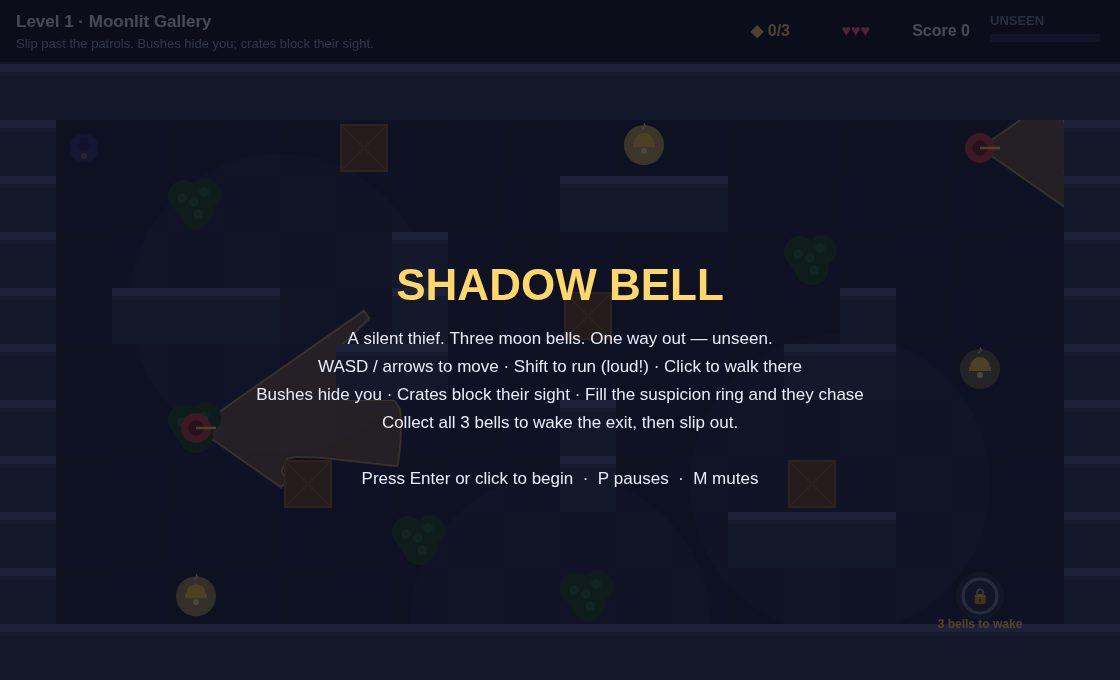 Level 1 · Moonlit Gallery
Slip past the patrols. Bushes hide you; crates block their sight.
◆ 0/3
♥♥♥
Score 0
UNSEEN
SHADOW BELL
A silent thief. Three moon bells. One way out — unseen.
WASD / arrows to move · Shift to run (loud!) · Click to walk there
Bushes hide you · Crates block their sight · Fill the suspicion ring and they chase
Collect all 3 bells to wake the exit, then slip out.
Press Enter or click to begin · P pauses · M mutes
3 bells to wake